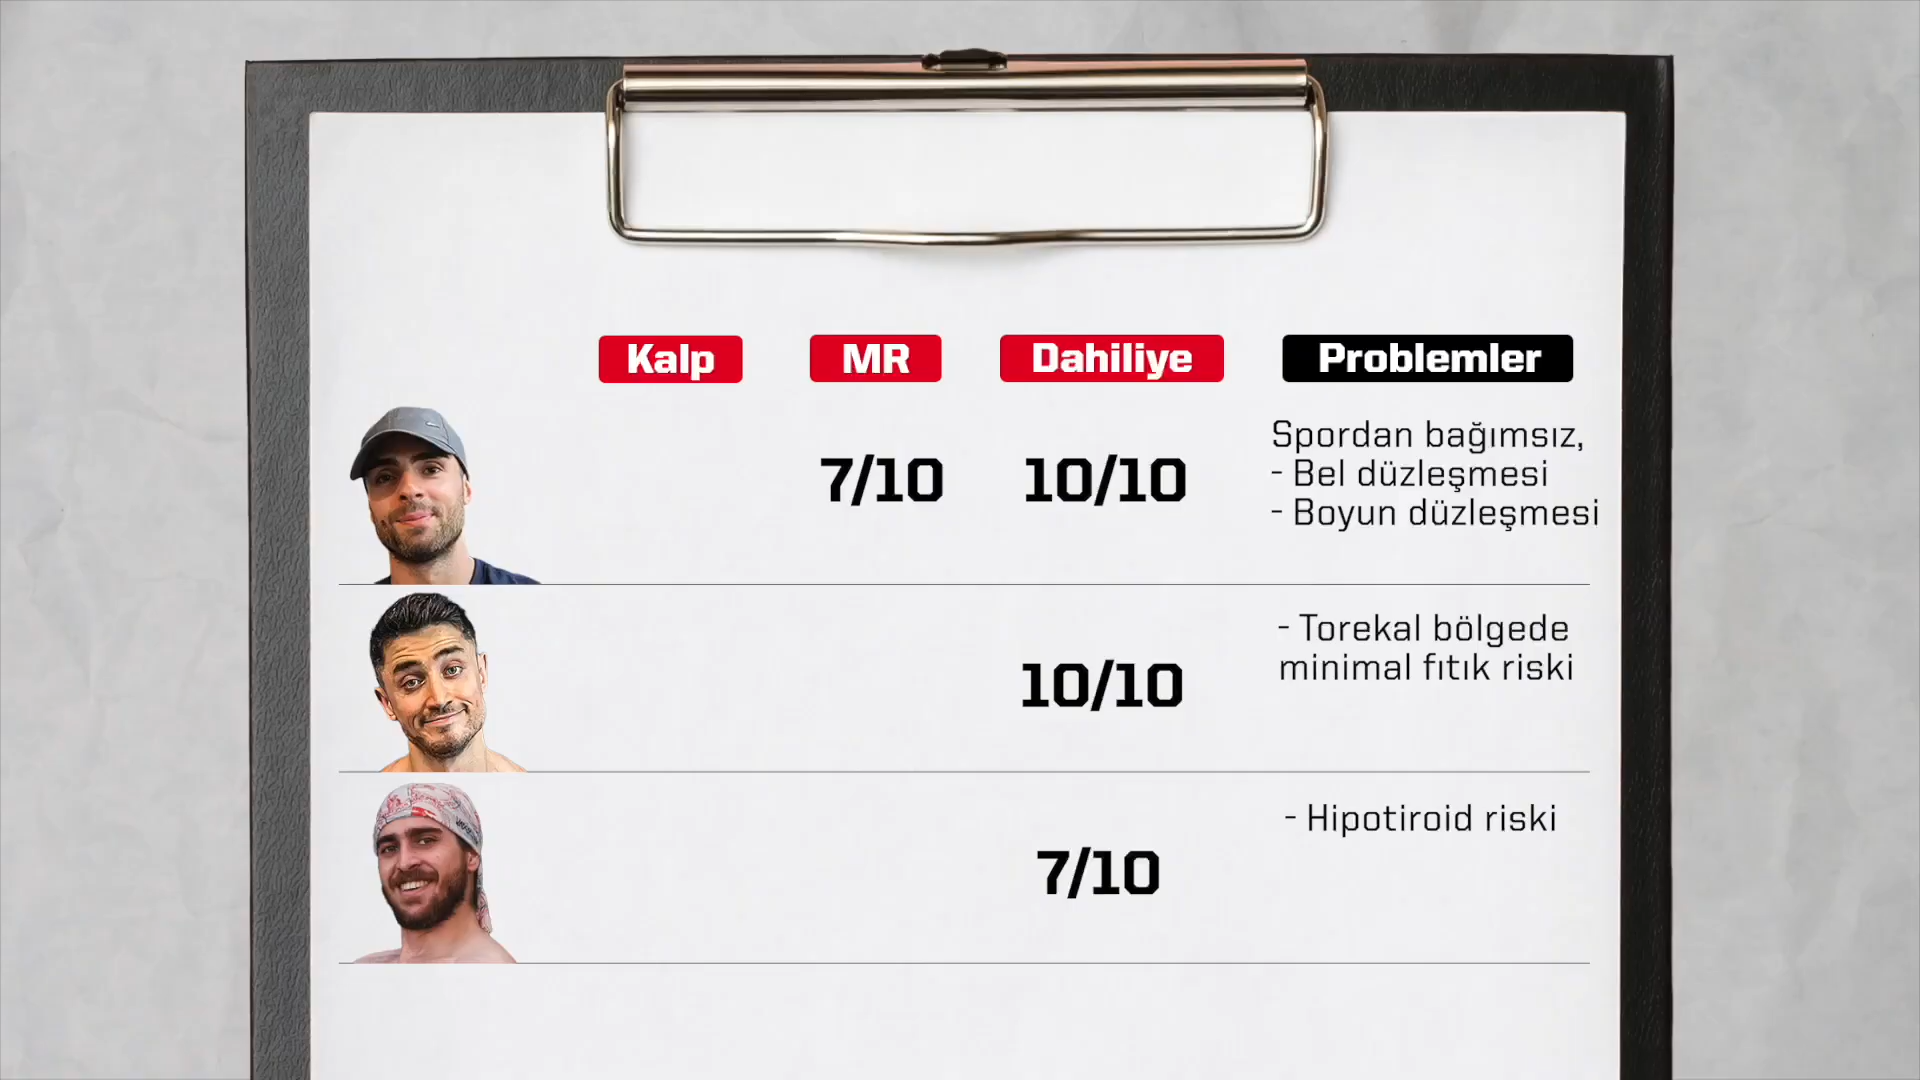 Kalp MR Dahiliye Problemler
7/10 10/10
Spordan bağımsız,
- Bel düzleşmesi
- Boyun düzleşmesi
10/10
- Torekal bölgede
minimal fıtık riski
7/10
- Hipotiroid riski